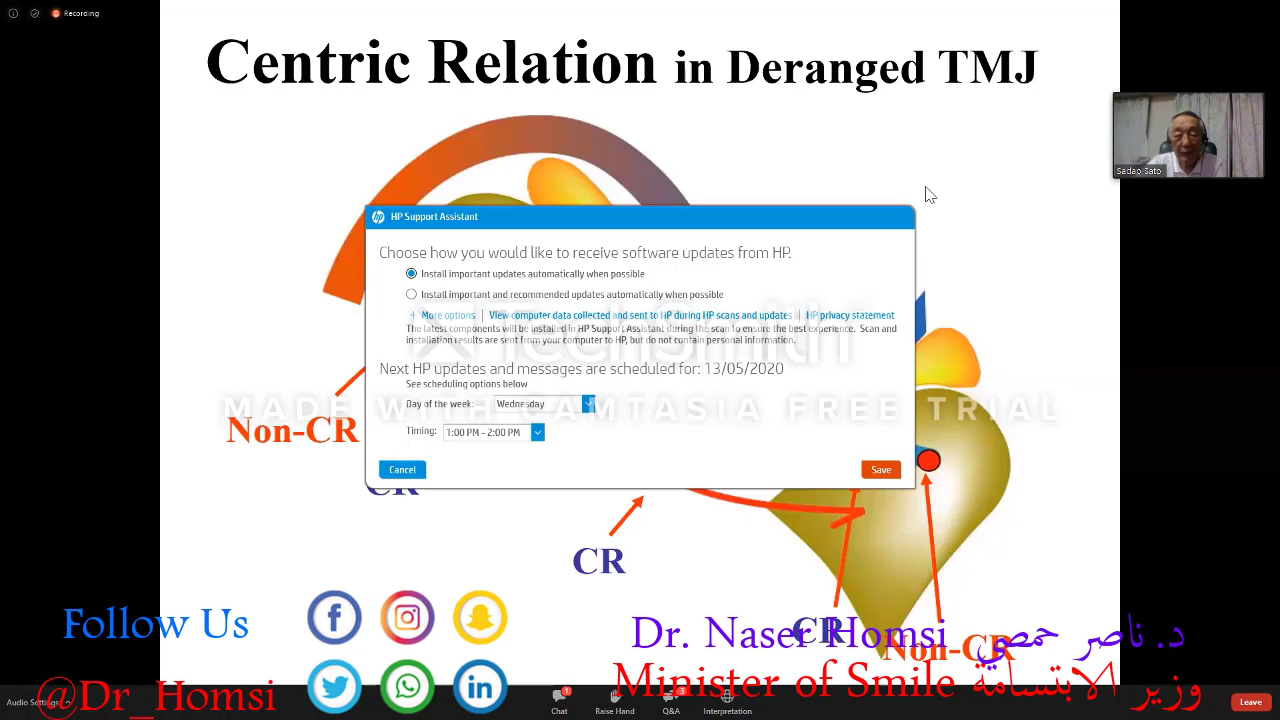 Recording
Centric Relation in Deranged TMJ
Sadao Sato
HP Support Assistant
Choose how you would like to receive software updates from HP.
Install important updates automatically when possible
Install important and recommended updates automatically when possible
+ More options | View computer data collected and sent to HP during HP scans and updates | HP privacy statement
The latest components will be installed in HP Support Assistant during the scan to ensure the best experience. Scan and
installation results are sent from your computer to HP, but do not contain personal information.
TechSmith
Next HP updates and messages are scheduled for: 13/05/2020
See scheduling options below
Day of the week: Wednesday
MADE WITH CAMTASIA FREE TRIAL
Timing: 1:00 PM - 2:00 PM
Cancel
Save
Non-CR
CR
CR
CR
Non-CR
Follow Us
Dr. Naser Homsi د. ناصر حمصي
@Dr_Homsi
Minister of Smile وزير الابتسامة
Audio Settings
Chat 1
Raise Hand
Q&A 3
Interpretation
Leave